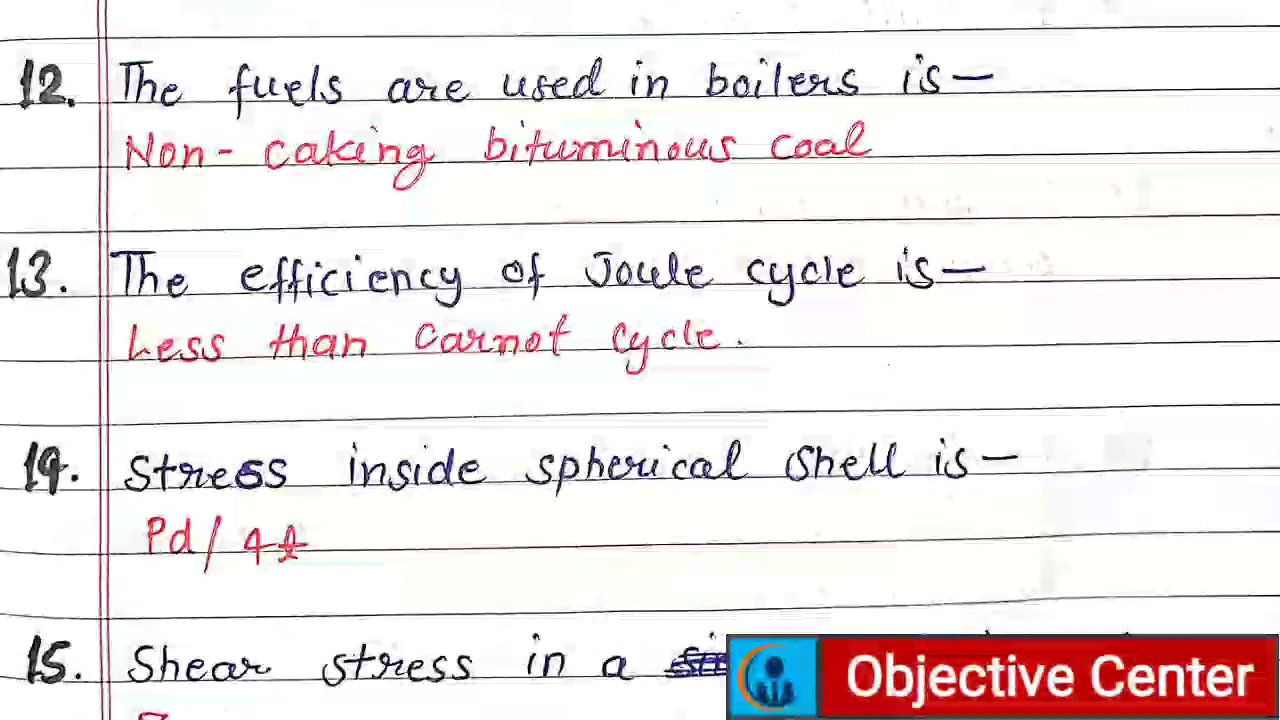 12. The fuels are used in boilers is—
Non-caking bituminous coal
13. The efficiency of Joule cycle is—
Less than Carnot cycle.
14. Stress inside spherical shell is—
Pd/4t
15. Shear stress in a
Objective Center